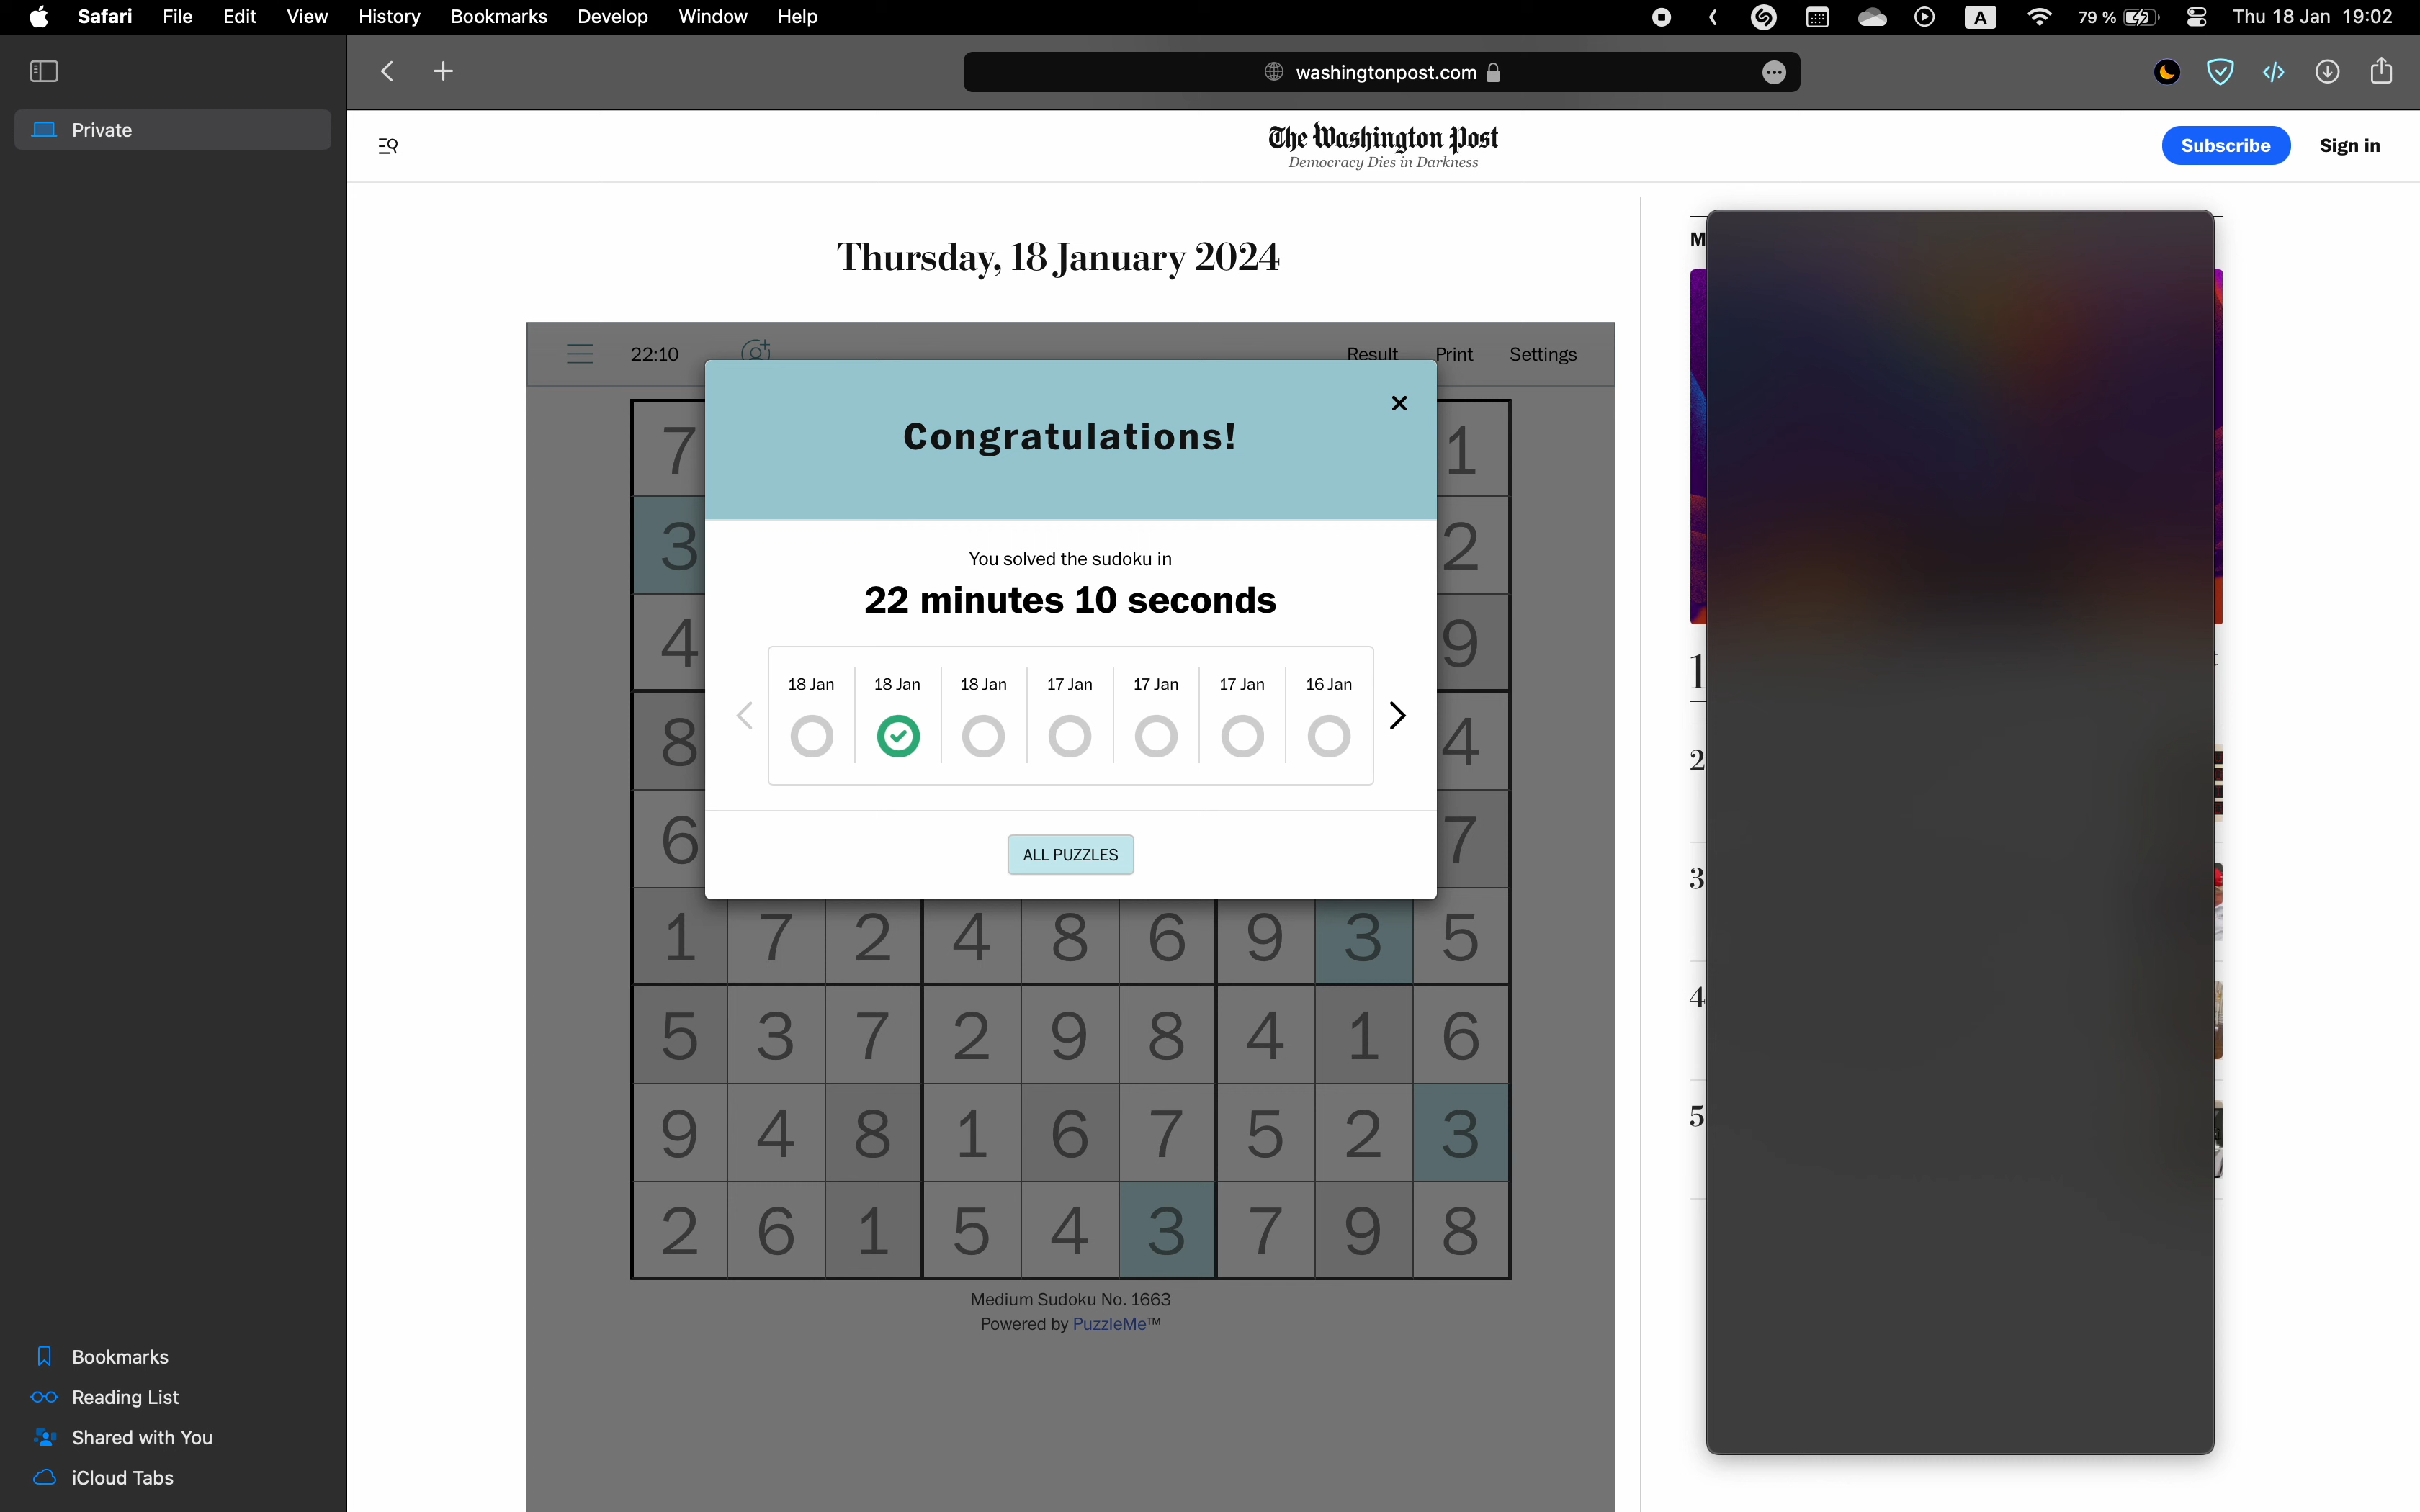 Safari File Edit View History Bookmarks Develop Window Help A 79 % Thu 18 Jan 19:02
washingtonpost.com
Private
The Washington Post
Democracy Dies in Darkness
Subscribe Sign in
Thursday, 18 January 2024
22:10 Result Print Settings
Congratulations!
You solved the sudoku in
22 minutes 10 seconds
18 Jan 18 Jan 18 Jan 17 Jan 17 Jan 17 Jan 16 Jan
ALL PUZZLES
7 1
3 2
4 9
8 4
6 7
1 7 2 4 8 6 9 3 5
5 3 7 2 9 8 4 1 6
9 4 8 1 6 7 5 2 3
2 6 1 5 4 3 7 9 8
Medium Sudoku No. 1663
Powered by PuzzleMe™
M
1
2
3
4
5
Bookmarks
Reading List
Shared with You
iCloud Tabs